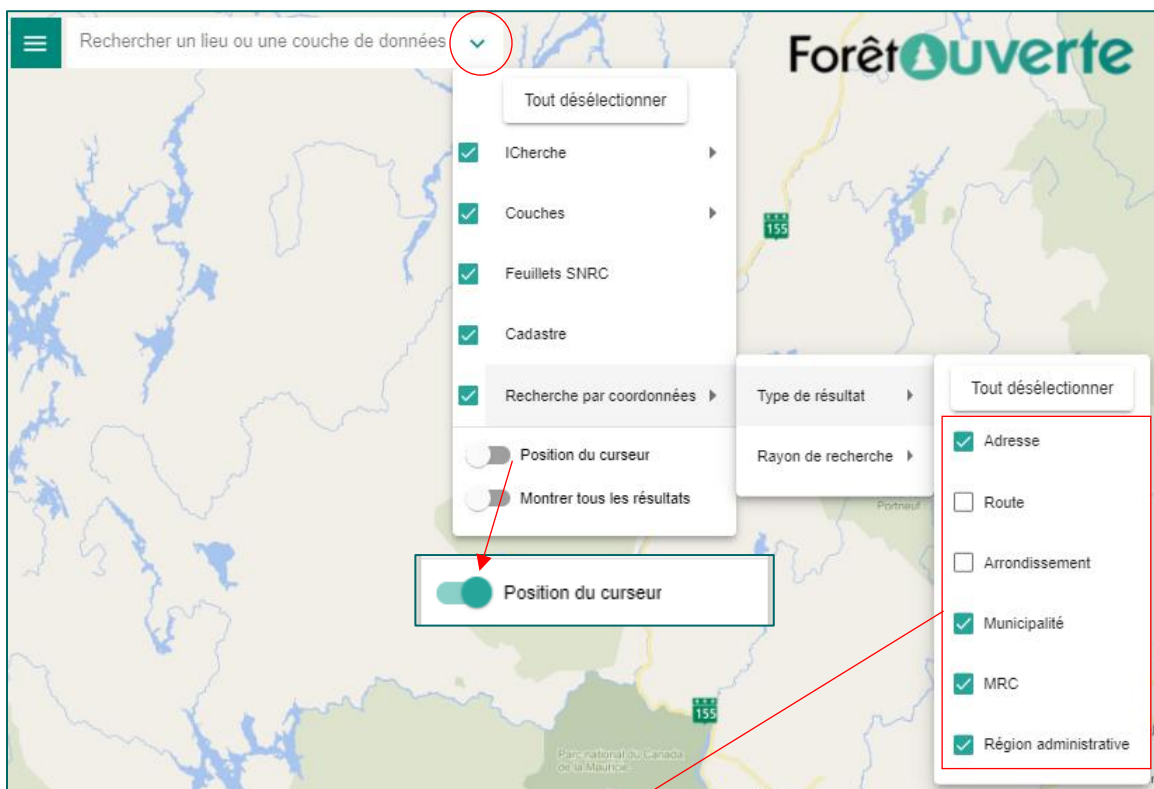 Rechercher un lieu ou une couche de données
ForêtOuverte
Tout désélectionner
ICherche
Couches
155
Feuillets SNRC
Cadastre
Recherche par coordonnées
Type de résultat
Tout désélectionner
Adresse
Position du curseur
Rayon de recherche
Montrer tous les résultats
Portneuf
Route
Arrondissement
Position du curseur
Municipalité
MRC
155
Région administrative
Parc national du Canada
de la Mauricie